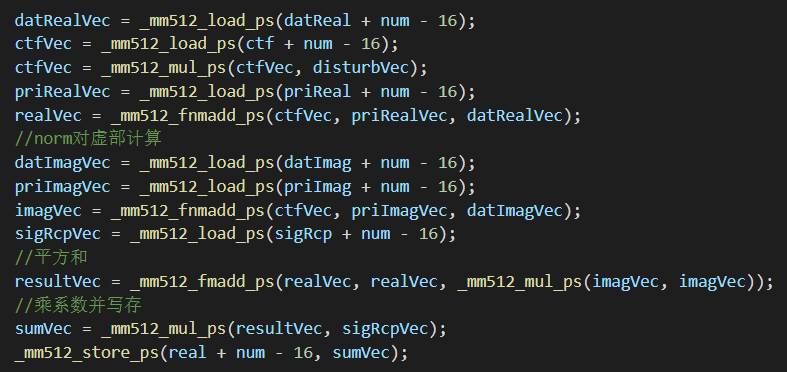 datRealVec = _mm512_load_ps(datReal + num - 16);
ctfVec = _mm512_load_ps(ctf + num - 16);
ctfVec = _mm512_mul_ps(ctfVec, disturbVec);
priRealVec = _mm512_load_ps(priReal + num - 16);
realVec = _mm512_fnmadd_ps(ctfVec, priRealVec, datRealVec);
//norm对虚部计算
datImagVec = _mm512_load_ps(datImag + num - 16);
priImagVec = _mm512_load_ps(priImag + num - 16);
imagVec = _mm512_fnmadd_ps(ctfVec, priImagVec, datImagVec);
sigRcpVec = _mm512_load_ps(sigRcp + num - 16);
//平方和
resultVec = _mm512_fmadd_ps(realVec, realVec, _mm512_mul_ps(imagVec, imagVec));
//乘系数并写存
sumVec = _mm512_mul_ps(resultVec, sigRcpVec);
_mm512_store_ps(real + num - 16, sumVec);